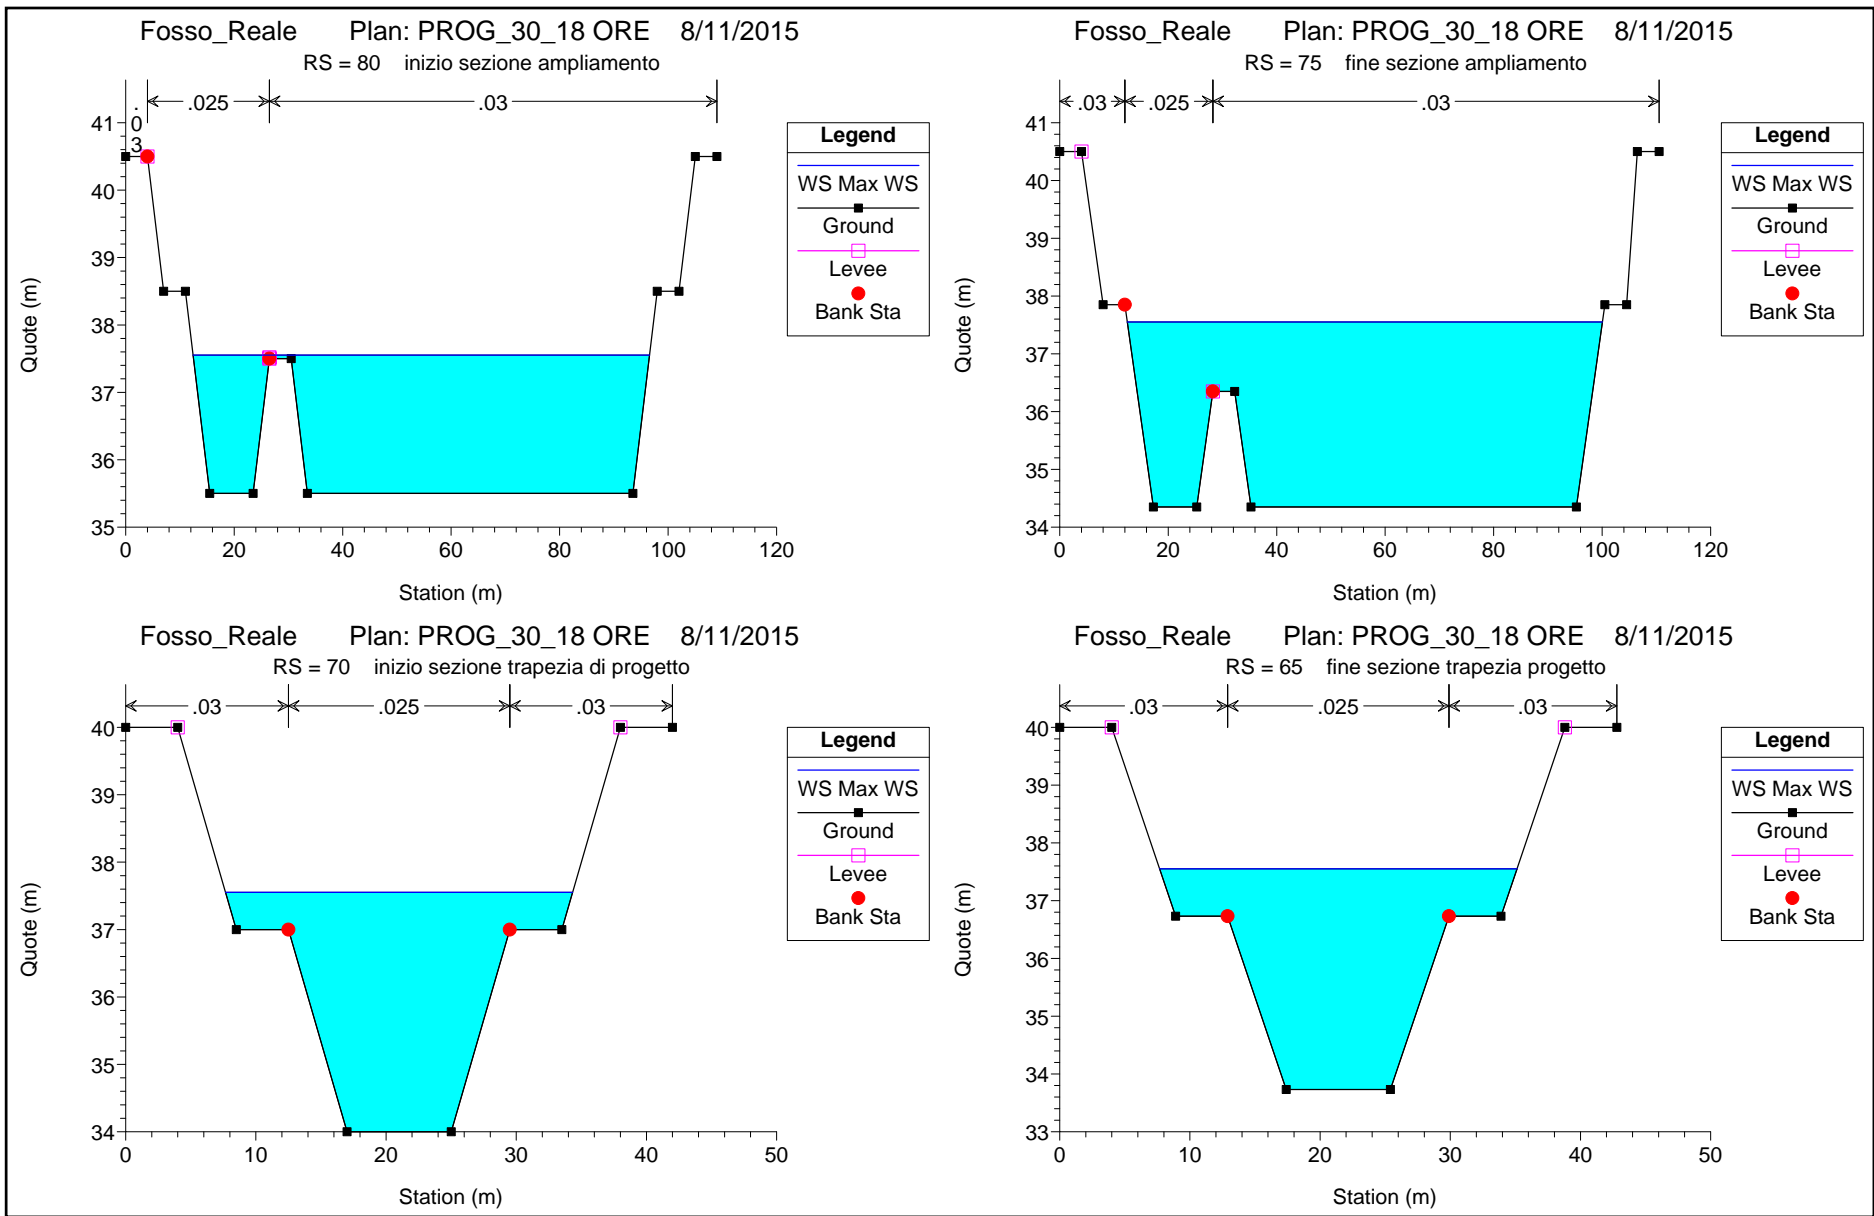 Fosso_Reale Plan: PROG_30_18 ORE 8/11/2015
RS = 80 inizio sezione ampliamento
.03 .025 .03
41
40
39
38
37
36
35
0 20 40 60 80 100 120
Quote (m)
Station (m)
Legend
WS Max WS
Ground
Levee
Bank Sta
Fosso_Reale Plan: PROG_30_18 ORE 8/11/2015
RS = 75 fine sezione ampliamento
.03 .025 .03
41
40
39
38
37
36
35
34
0 20 40 60 80 100 120
Quote (m)
Station (m)
Legend
WS Max WS
Ground
Levee
Bank Sta
Fosso_Reale Plan: PROG_30_18 ORE 8/11/2015
RS = 70 inizio sezione trapezia di progetto
.03 .025 .03
40
39
38
37
36
35
34
0 10 20 30 40 50
Quote (m)
Station (m)
Legend
WS Max WS
Ground
Levee
Bank Sta
Fosso_Reale Plan: PROG_30_18 ORE 8/11/2015
RS = 65 fine sezione trapezia progetto
.03 .025 .03
40
39
38
37
36
35
34
33
0 10 20 30 40 50
Quote (m)
Station (m)
Legend
WS Max WS
Ground
Levee
Bank Sta